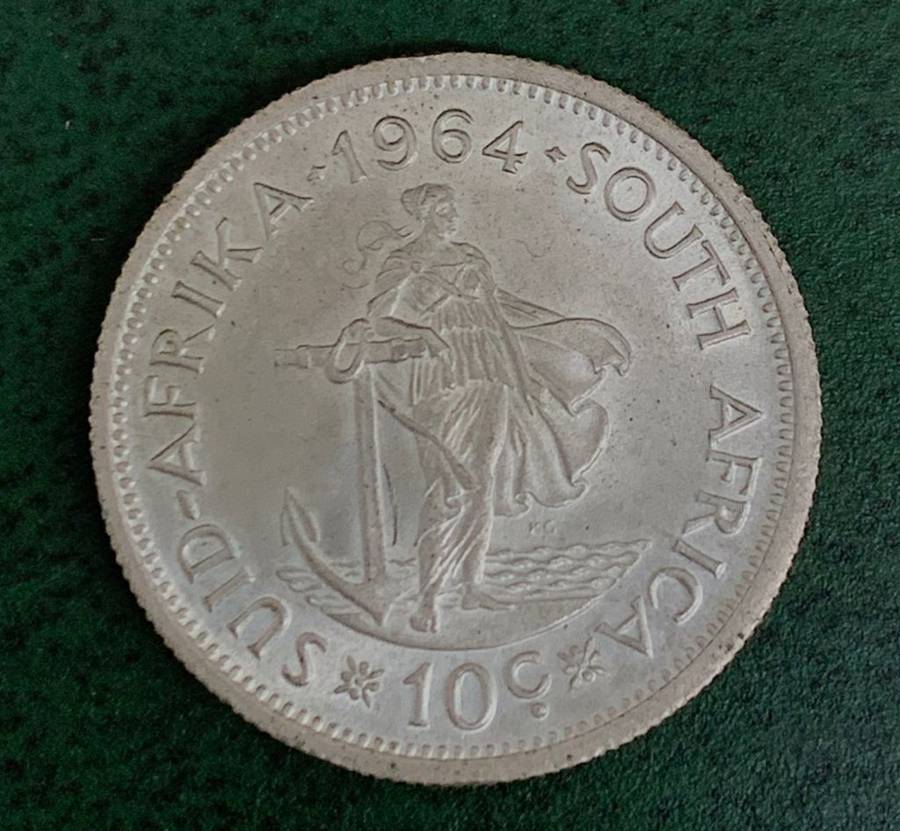 SUID-AFRIKA · 1964 · SOUTH AFRICA
10c
KG